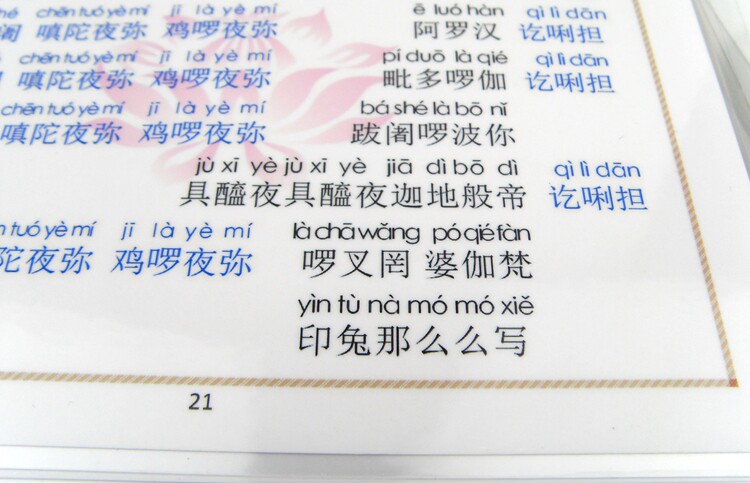 chēn tuó yè mí jī là yè mí ē luó hàn qì lì dān
嗔陀夜弥 鸡啰夜弥 阿罗汉 讫唎担
chēn tuó yè mí jī là yè mí pí duō là qié qì lì dān
嗔陀夜弥 鸡啰夜弥 毗多啰伽 讫唎担
chēn tuó yè mí jī là yè mí bá shé là bō nǐ
嗔陀夜弥 鸡啰夜弥 跋阇啰波你
jù xī yè jù xī yè jiā dì bō dì qì lì dān
具醯夜具醯夜迦地般帝 讫唎担
tuó yè mí jī là yè mí là chā wǎng pó qié fàn
陀夜弥 鸡啰夜弥 啰叉罔 婆伽梵
yìn tù nà mó mó xiě
印兔那么么写
21